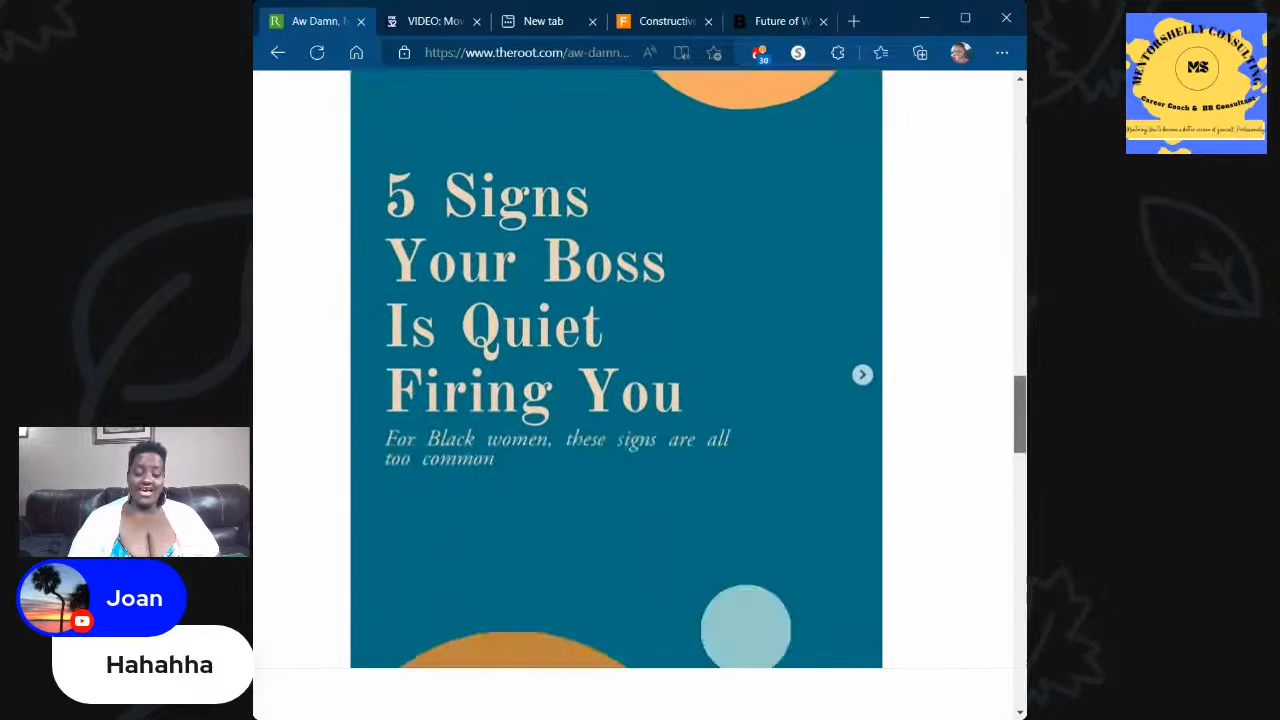 Aw Damn, 
VIDEO: Mov
New tab
Constructiv
Future of W
https://www.theroot.com/aw-damn...
30
5 Signs
Your Boss
Is Quiet
Firing You
For Black women, these signs are all
too common
MENTORSHELLY CONSULTING
MS
Career Coach & BB Consultant
Joan
Hahahha